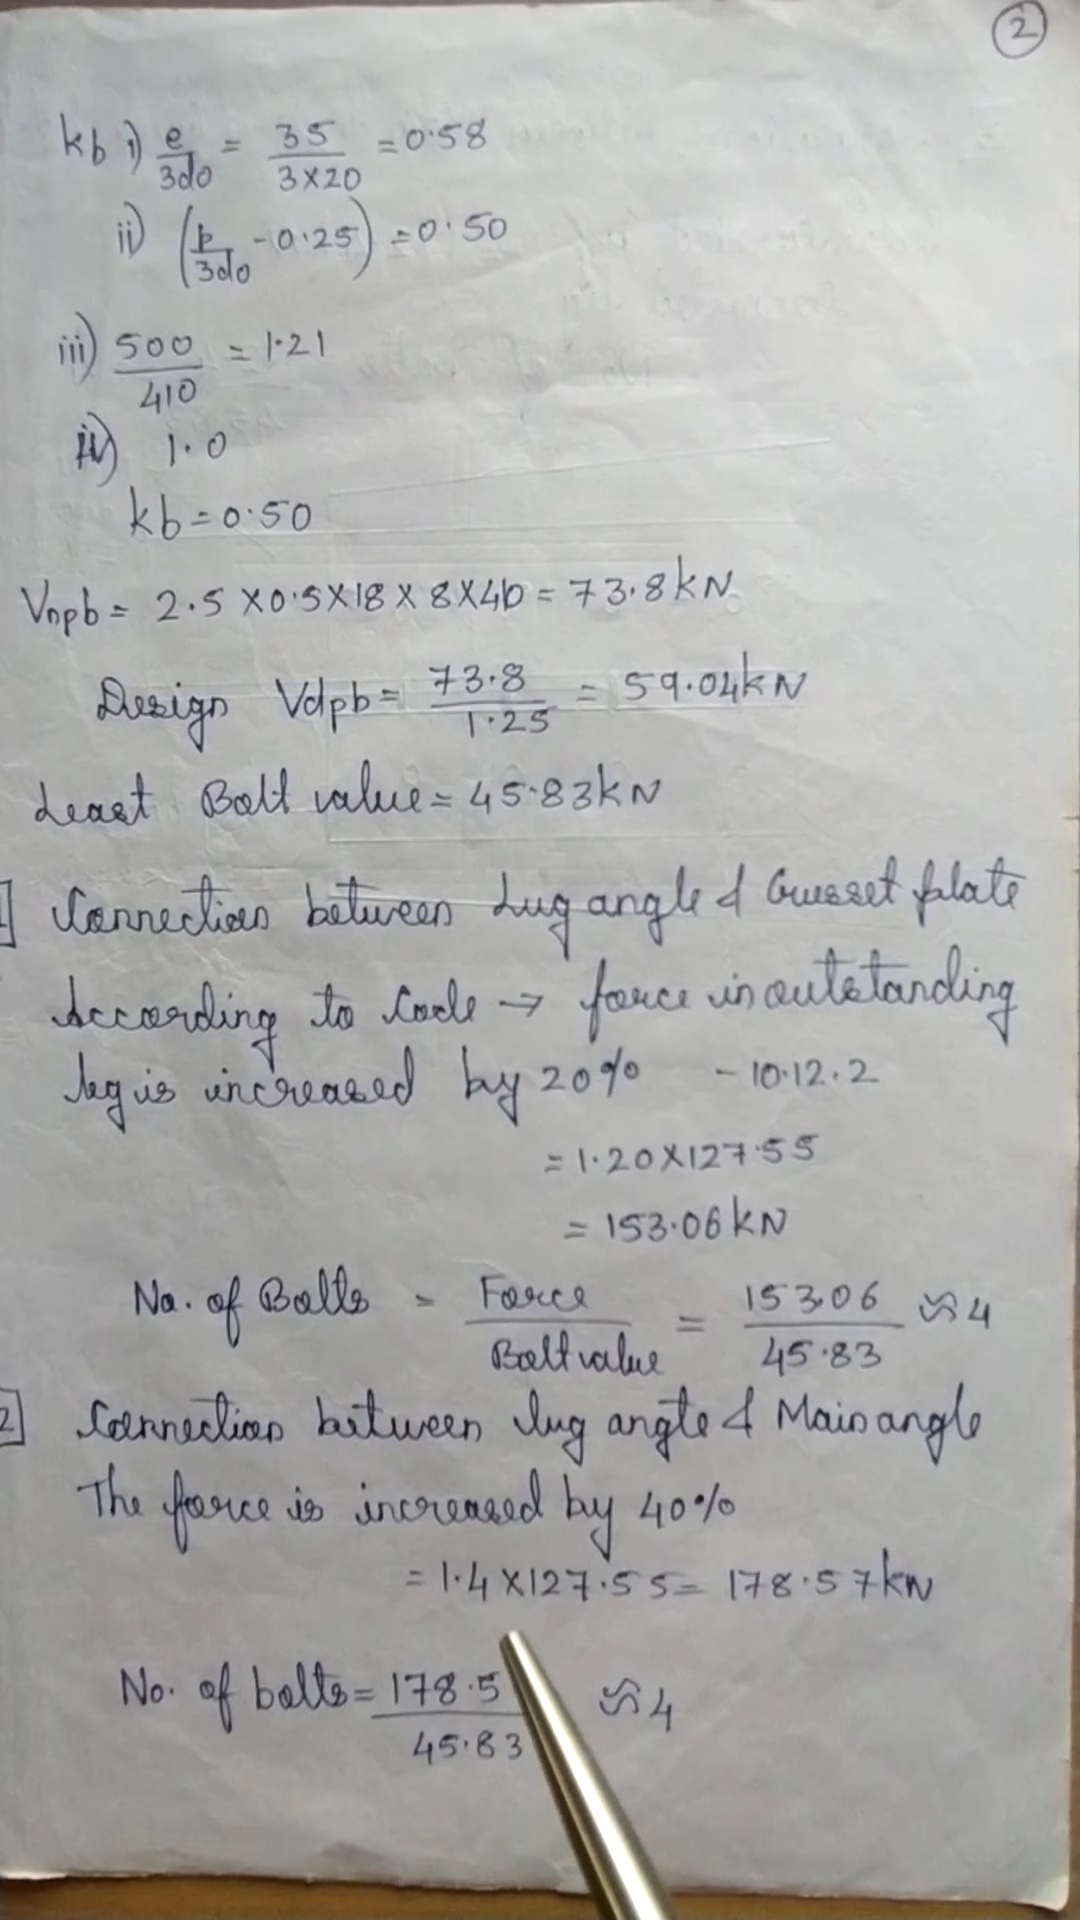 2
kb i) e/3do = 35/3×20 = 0.58
ii) (p/3do - 0.25) = 0.50
iii) 500/410 = 1.21
iv) 1.0
kb = 0.50
Vnpb = 2.5 × 0.5 × 18 × 8 × 410 = 73.8 kN
Design Vdpb = 73.8/1.25 = 59.04 kN
Least Bolt value = 45.83 kN
1] Connection between Lug angle & Gusset plate
According to Code → force in outstanding
leg is increased by 20% - 10.12.2
= 1.20 × 127.55
= 153.06 kN
No. of Bolts = Force/Bolt value = 153.06/45.83 ≈ 4
2] Connection between lug angle & Main angle
The force is increased by 40%
= 1.4 × 127.55 = 178.57 kN
No. of bolts = 178.5/45.83 ≈ 4